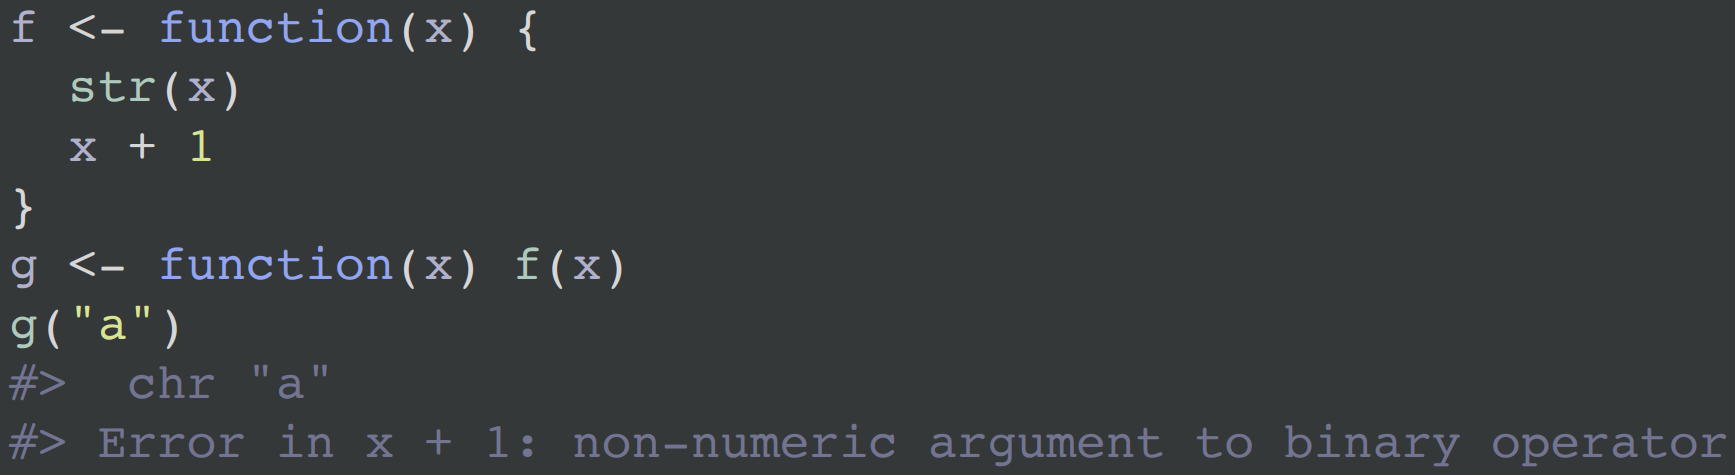 f <- function(x) {
  str(x)
  x + 1
}
g <- function(x) f(x)
g("a")
#>  chr "a"
#> Error in x + 1: non-numeric argument to binary operator